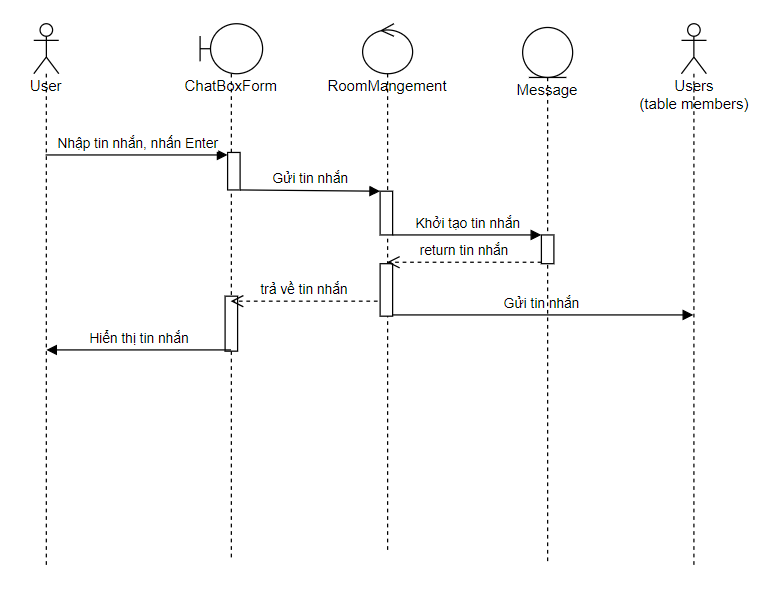 User
ChatBoxForm
RoomMangement
Message
Users
(table members)
Nhập tin nhắn, nhấn Enter
Gửi tin nhắn
Khởi tạo tin nhắn
return tin nhắn
trả về tin nhắn
Gửi tin nhắn
Hiển thị tin nhắn